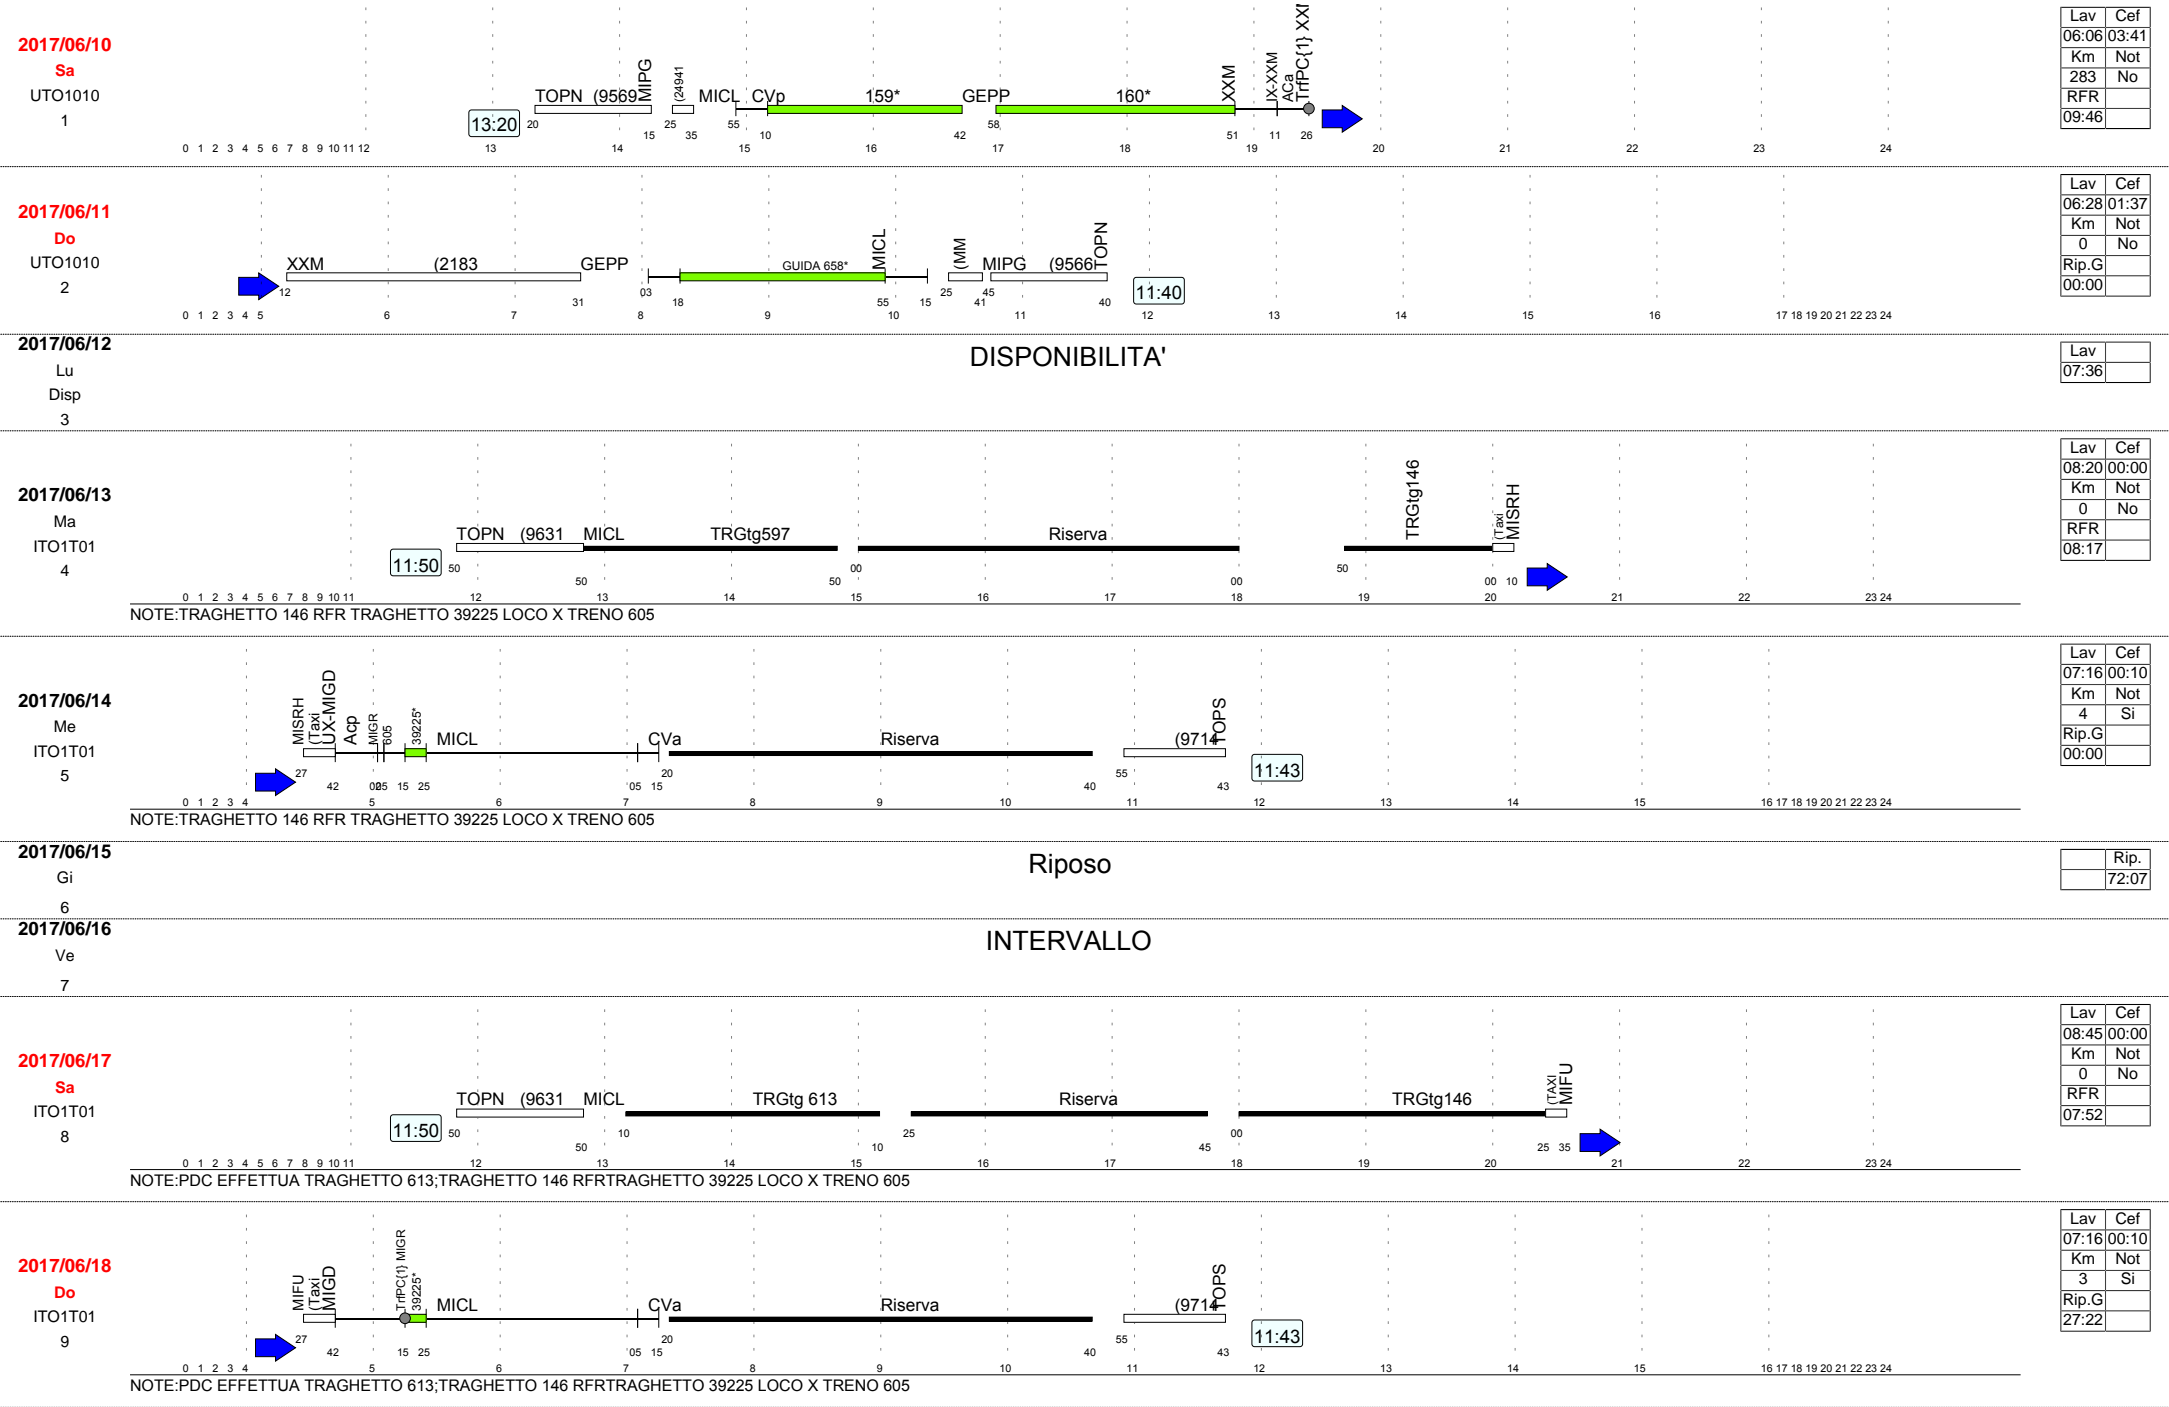 2017/06/10
Sa
UTO1010
1
13:20
TOPN (9569 MIPG (24941 MICL CVp 159* GEPP 160* XXM IX-XXM ACa TrfPC{1}
20 15 25 35 55 10 42 58 51 11 26
0 1 2 3 4 5 6 7 8 9 10 11 12 13 14 15 16 17 18 19 20 21 22 23 24
Lav Cef
06:06 03:41
Km Not
283 No
RFR
09:46
2017/06/11
Do
UTO1010
2
XXM (2183 GEPP GUIDA 658* MICL (MM MIPG (9566 TOPN
12 31 03 18 55 15 25 41 45 40
11:40
0 1 2 3 4 5 6 7 8 9 10 11 12 13 14 15 16 17 18 19 20 21 22 23 24
Lav Cef
06:28 01:37
Km Not
0 No
Rip.G
00:00
2017/06/12
Lu
Disp
3
DISPONIBILITA'
Lav
07:36
2017/06/13
Ma
ITO1T01
4
11:50
TOPN (9631 MICL TRGtg597 Riserva TRGtg146 (Taxi MISRH
50 50 50 00 00 50 00 10
0 1 2 3 4 5 6 7 8 9 10 11 12 13 14 15 16 17 18 19 20 21 22 23 24
NOTE:TRAGHETTO 146 RFR TRAGHETTO 39225 LOCO X TRENO 605
Lav Cef
08:20 00:00
Km Not
0 No
RFR
08:17
2017/06/14
Me
ITO1T01
5
MISRH (Taxi UX-MIGD Acp MIGR 605 39225* MICL CVa Riserva (9714 TOPS
27 42 15 25 05 15 20 40 55 43
11:43
0 1 2 3 4 5 6 7 8 9 10 11 12 13 14 15 16 17 18 19 20 21 22 23 24
NOTE:TRAGHETTO 146 RFR TRAGHETTO 39225 LOCO X TRENO 605
Lav Cef
07:16 00:10
Km Not
4 Si
Rip.G
00:00
2017/06/15
Gi
6
Riposo
Rip.
72:07
2017/06/16
Ve
7
INTERVALLO
2017/06/17
Sa
ITO1T01
8
11:50
TOPN (9631 MICL TRGtg 613 Riserva TRGtg146 (TAXI MIFU
50 50 10 10 25 45 00 25 35
0 1 2 3 4 5 6 7 8 9 10 11 12 13 14 15 16 17 18 19 20 21 22 23 24
NOTE:PDC EFFETTUA TRAGHETTO 613;TRAGHETTO 146 RFRTRAGHETTO 39225 LOCO X TRENO 605
Lav Cef
08:45 00:00
Km Not
0 No
RFR
07:52
2017/06/18
Do
ITO1T01
9
MIFU (Taxi MIGD TrfPC{1} MIGR 39225* MICL CVa Riserva (9714 TOPS
27 42 15 25 05 15 20 40 55 43
11:43
0 1 2 3 4 5 6 7 8 9 10 11 12 13 14 15 16 17 18 19 20 21 22 23 24
NOTE:PDC EFFETTUA TRAGHETTO 613;TRAGHETTO 146 RFRTRAGHETTO 39225 LOCO X TRENO 605
Lav Cef
07:16 00:10
Km Not
3 Si
Rip.G
27:22